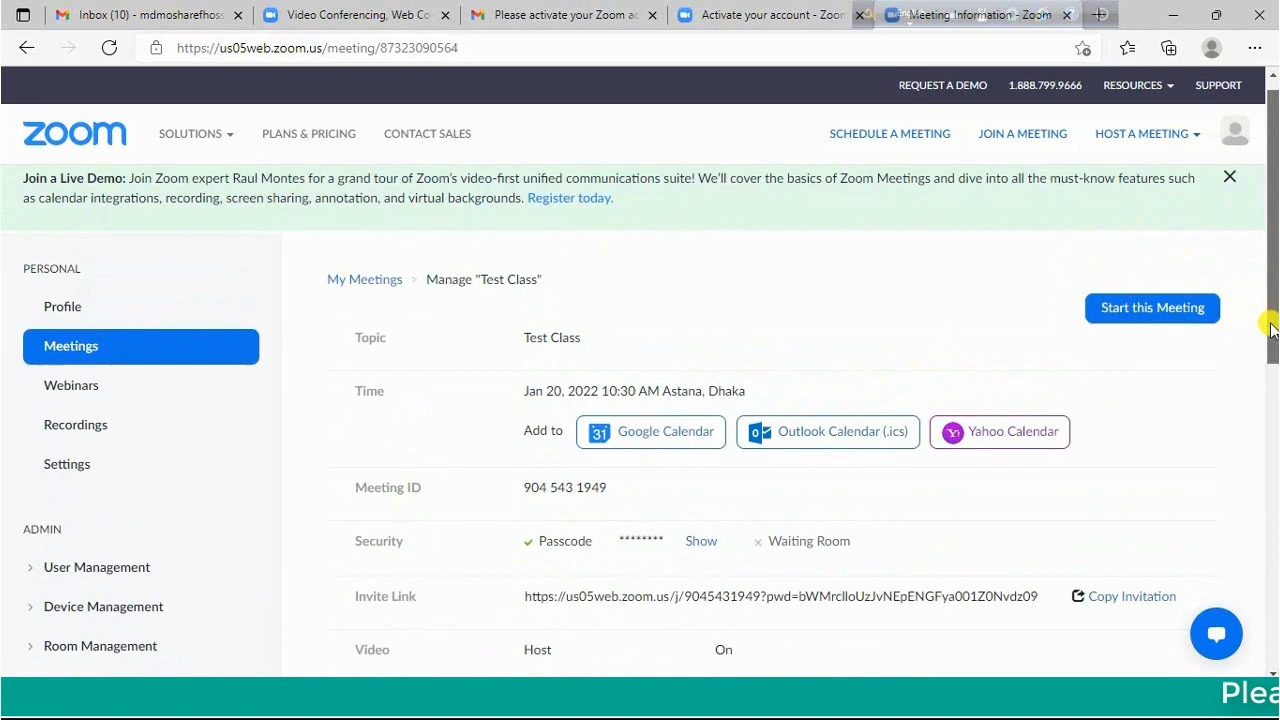 Inbox (10) - mdmosharefhoss
Video Conferencing, Web Co
Please activate your Zoom ac
Activate your account - Zoom
Meeting Information - Zoom
https://us05web.zoom.us/meeting/87323090564
REQUEST A DEMO 1.888.799.9666 RESOURCES SUPPORT
zoom SOLUTIONS PLANS & PRICING CONTACT SALES SCHEDULE A MEETING JOIN A MEETING HOST A MEETING
Join a Live Demo: Join Zoom expert Raul Montes for a grand tour of Zoom's video-first unified communications suite! We'll cover the basics of Zoom Meetings and dive into all the must-know features such
as calendar integrations, recording, screen sharing, annotation, and virtual backgrounds. Register today.
PERSONAL
Profile
Meetings
Webinars
Recordings
Settings
ADMIN
User Management
Device Management
Room Management
My Meetings > Manage "Test Class"
Start this Meeting
Topic Test Class
Time Jan 20, 2022 10:30 AM Astana, Dhaka
Add to 31 Google Calendar Outlook Calendar (.ics) Yahoo Calendar
Meeting ID 904 543 1949
Security Passcode ******** Show Waiting Room
Invite Link https://us05web.zoom.us/j/9045431949?pwd=bWMrclloUzJvNEpENGFya001Z0Nvdz09 Copy Invitation
Video Host On
Plea